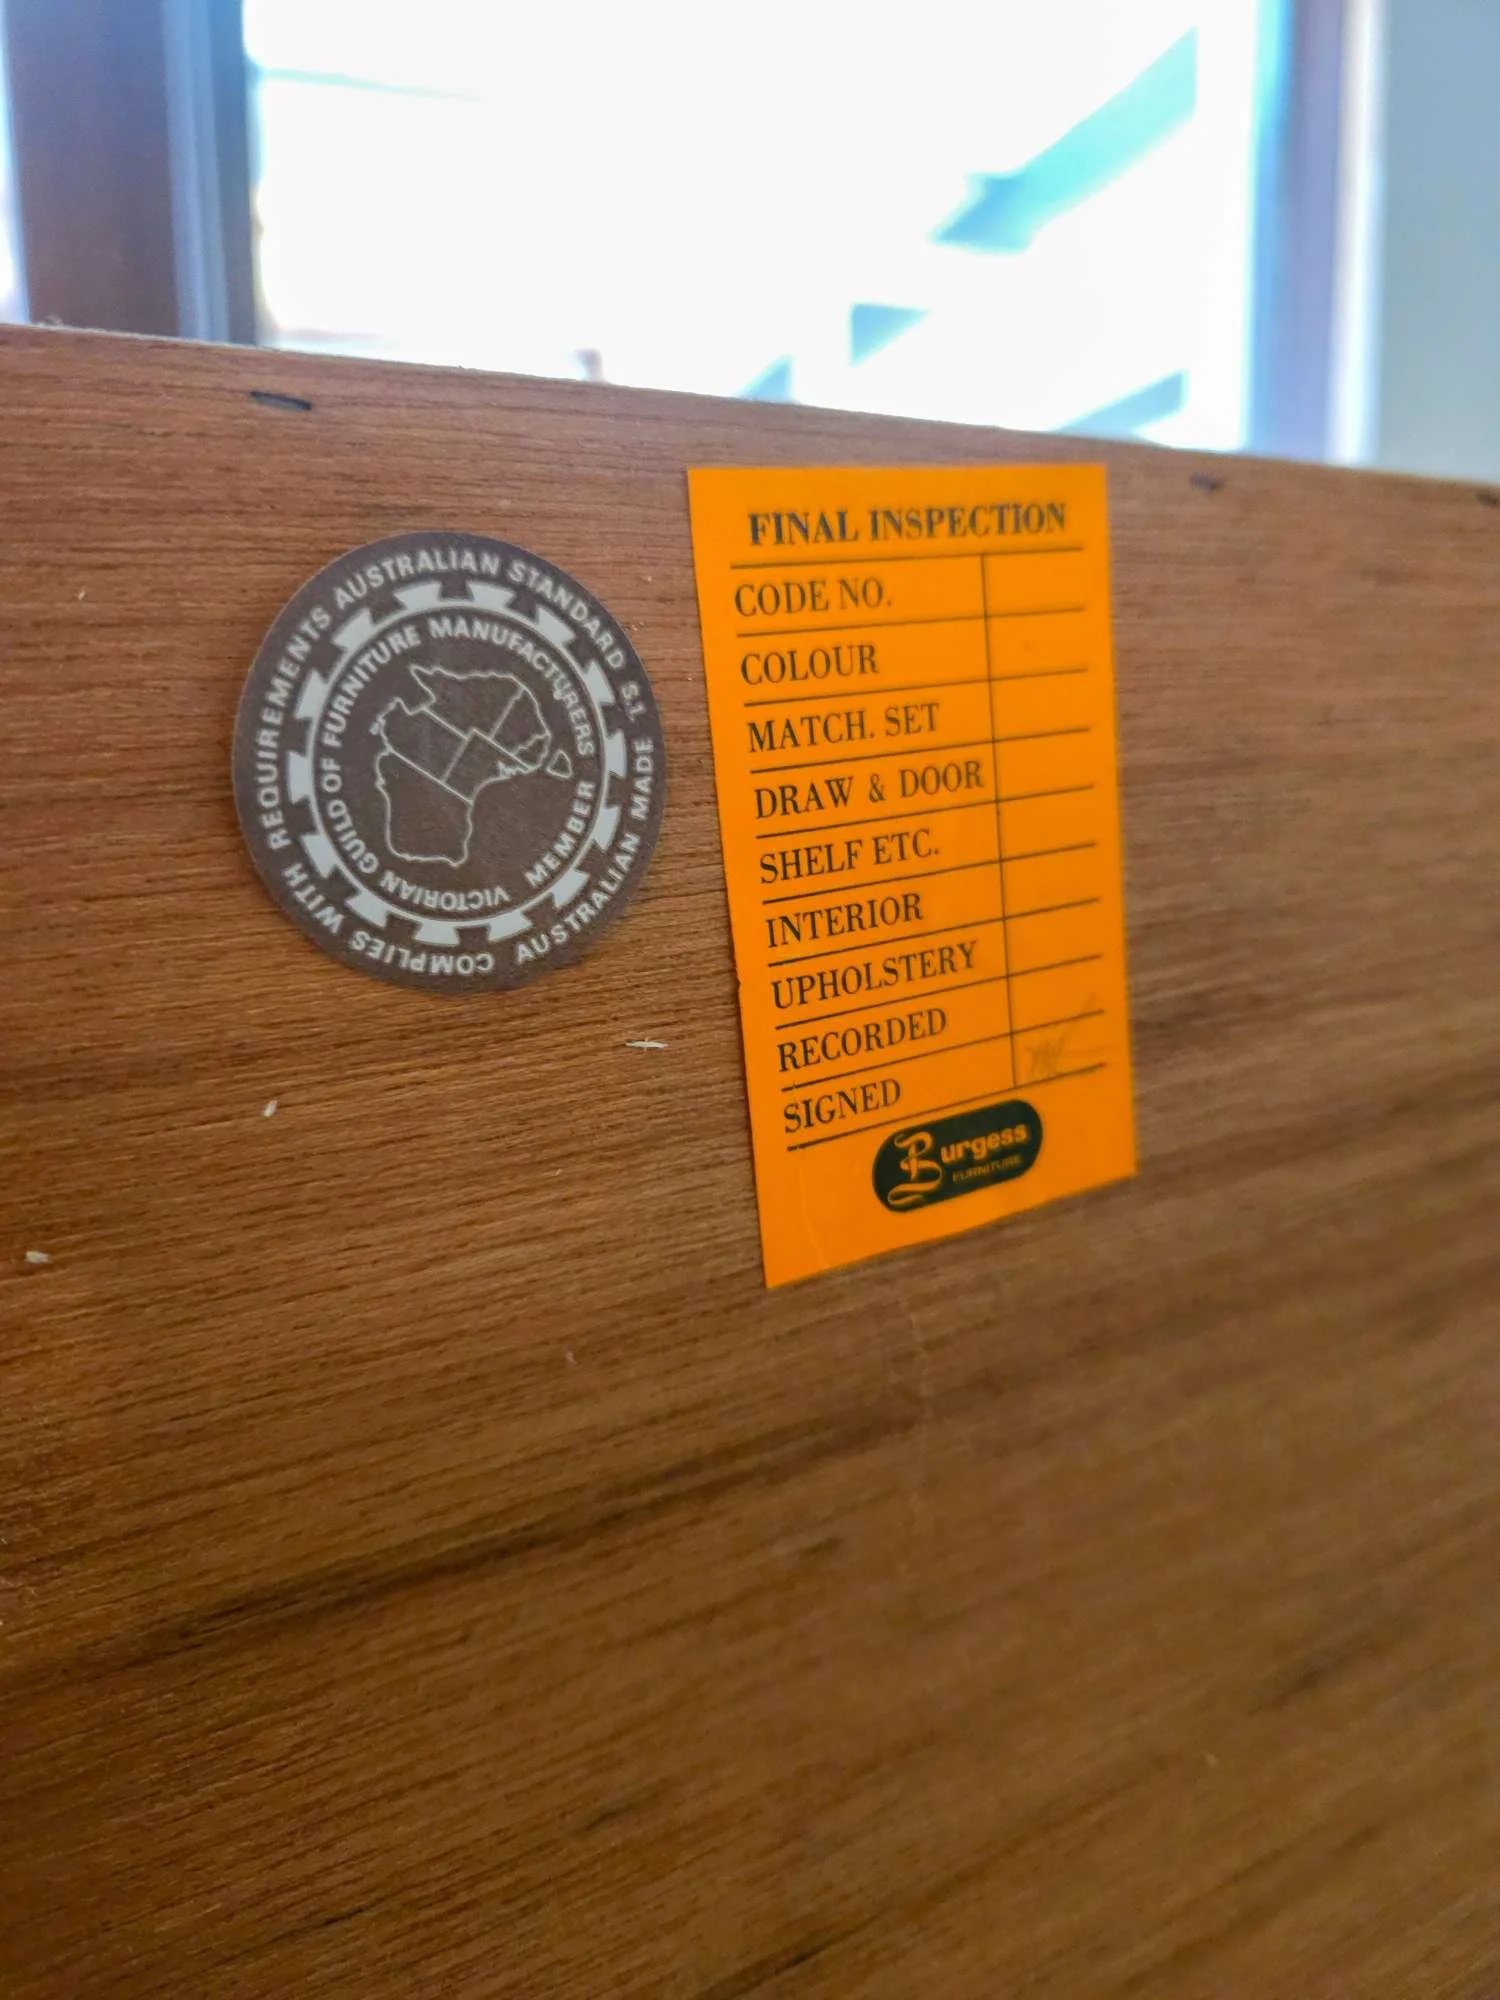 COMPLIES WITH REQUIREMENTS AUSTRALIAN STANDARD S.1.
AUSTRALIAN MADE
VICTORIAN GUILD OF FURNITURE MANUFACTURERS
MEMBER
FINAL INSPECTION
CODE NO.
COLOUR
MATCH. SET
DRAW & DOOR
SHELF ETC.
INTERIOR
UPHOLSTERY
RECORDED
SIGNED
Burgess
FURNITURE